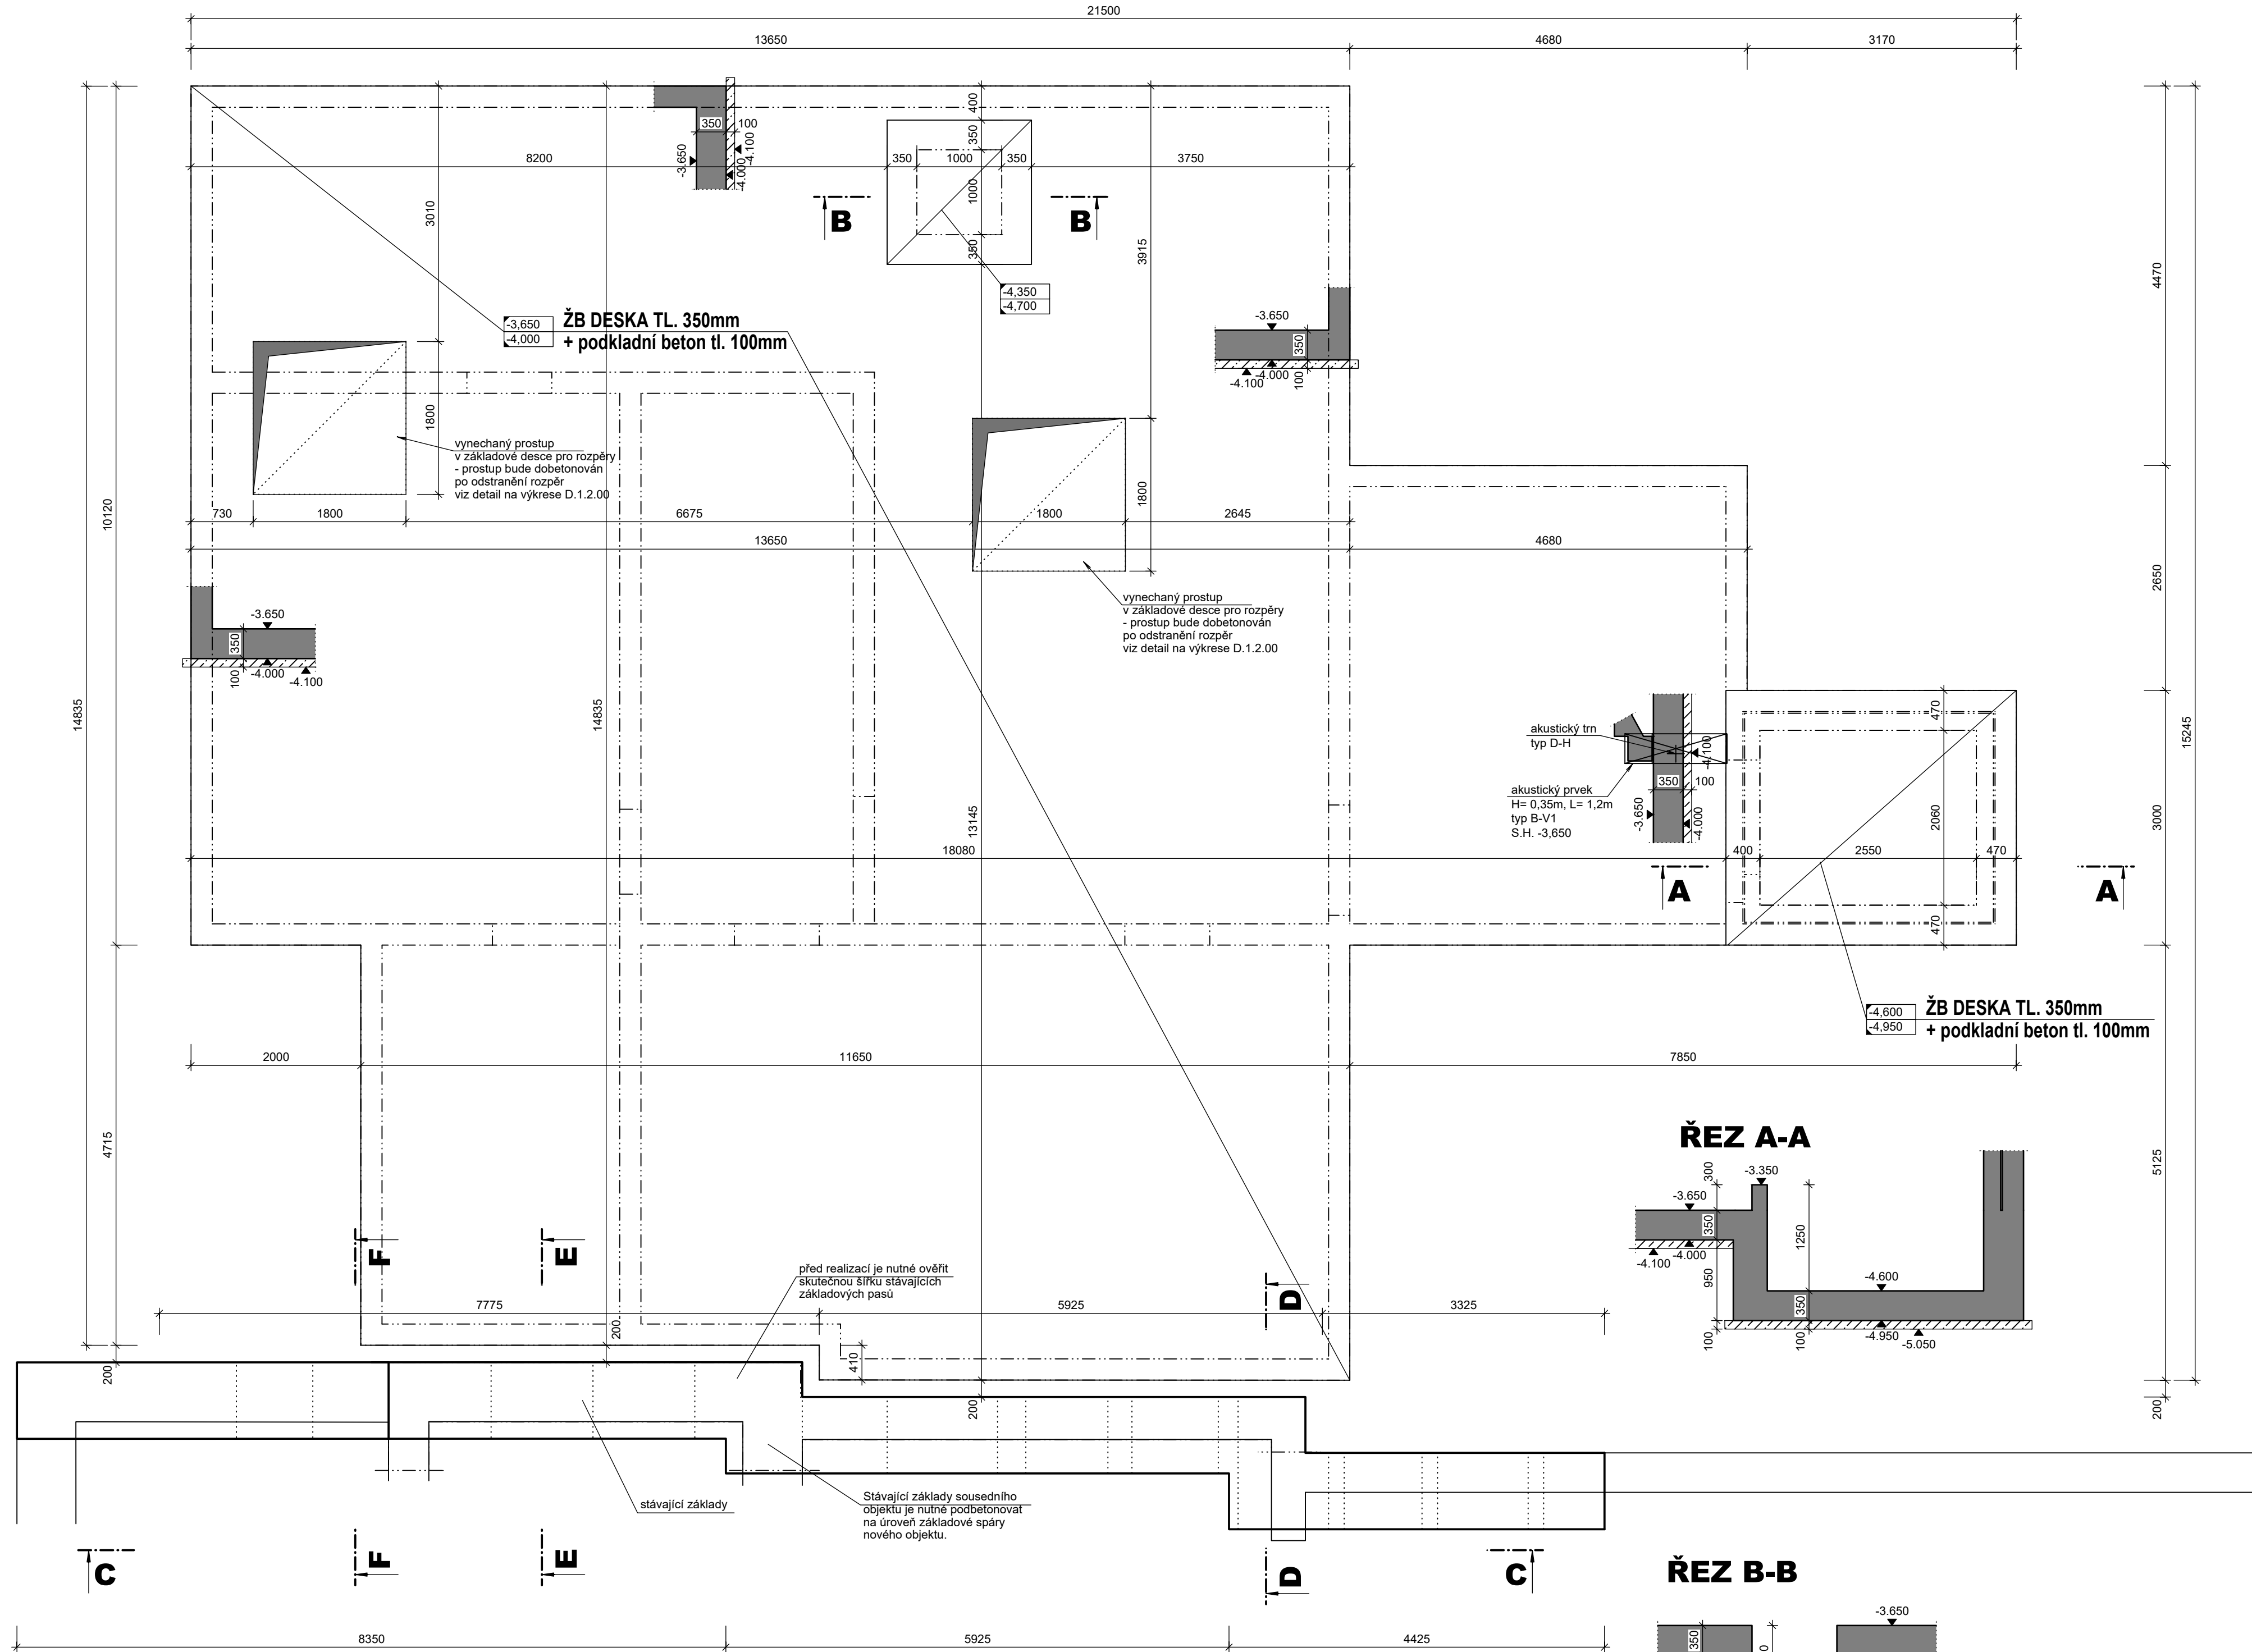 21500
13650
4680
3170
400
350
100
350
-3.650
-4.000
-4.100
8200
350
1000
350
3750
3010
1000
B
B
350
3915
4470
-4,350
-4,700
-3,650
-4,000
ŽB DESKA TL. 350mm
+ podkladní beton tl. 100mm
-3.650
350
-4.000
-4.100
100
1800
vynechaný prostup
v základové desce pro rozpěry
- prostup bude dobetonován
po odstranění rozpěr
viz detail na výkrese D.1.2.00
1800
10120
730
1800
6675
1800
2645
13650
4680
2650
vynechaný prostup
v základové desce pro rozpěry
- prostup bude dobetonován
po odstranění rozpěr
viz detail na výkrese D.1.2.00
-3.650
350
-4.000
100
-4.100
14835
14835
470
15245
akustický trn
typ D-H
-4.100
350
100
akustický prvek
H= 0,35m, L= 1,2m
typ B-V1
S.H. -3,650
-3.650
-4.000
13145
2060
3000
18080
400
2550
470
A
A
470
-4,600
-4,950
ŽB DESKA TL. 350mm
+ podkladní beton tl. 100mm
2000
11650
7850
4715
ŘEZ A-A
5125
300
-3.350
-3.650
350
1250
-4.000
-4.100
950
-4.600
350
-4.950
-5.050
100
100
F
E
D
před realizací je nutné ověřit
skutečnou šířku stávajících
základových pasů
7775
5925
3325
200
410
200
200
200
stávající základy
Stávající základy sousedního
objektu je nutné podbetonovat
na úroveň základové spáry
nového objektu.
C
F
E
D
C
ŘEZ B-B
-3.650
350
8350
5925
4425